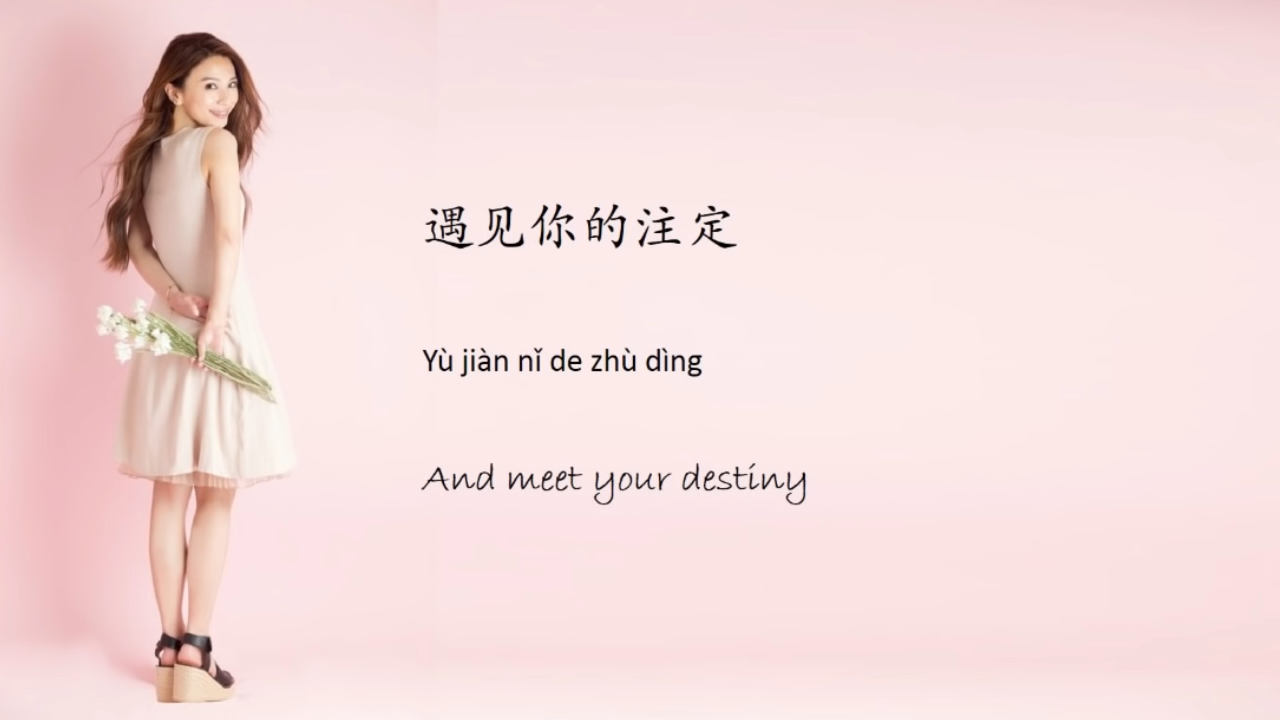 遇见你的注定
Yù jiàn nǐ de zhù dìng
And meet your destiny